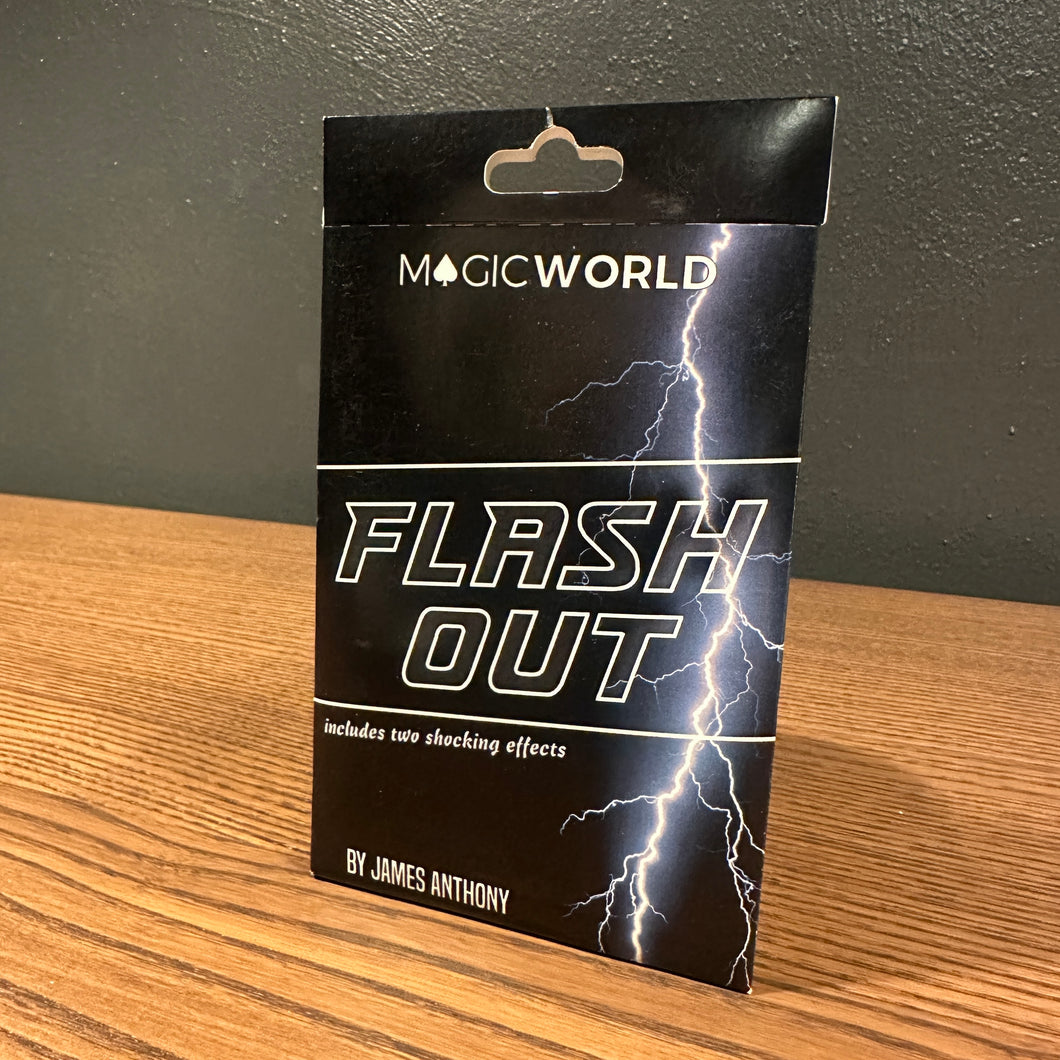 MAGICWORLD
FLASH
OUT
includes two shocking effects
BY JAMES ANTHONY